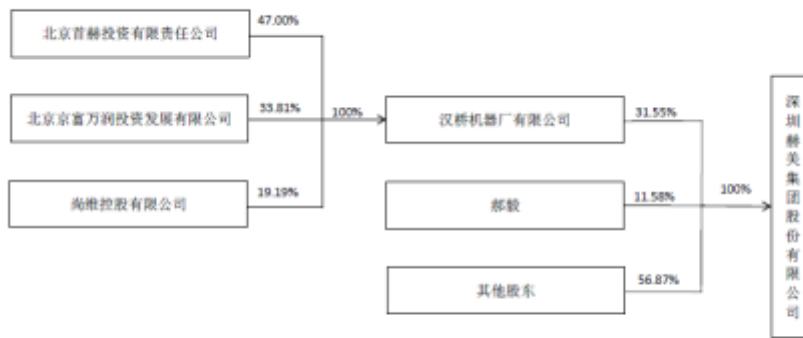 北京首赫投资有限责任公司
47.00%
北京京富万润投资发展有限公司
33.81%
尚维控股有限公司
19.19%
100%
汉桥机器厂有限公司
31.55%
郝毅
11.58%
其他股东
56.87%
100%
深圳赫美集团股份有限公司